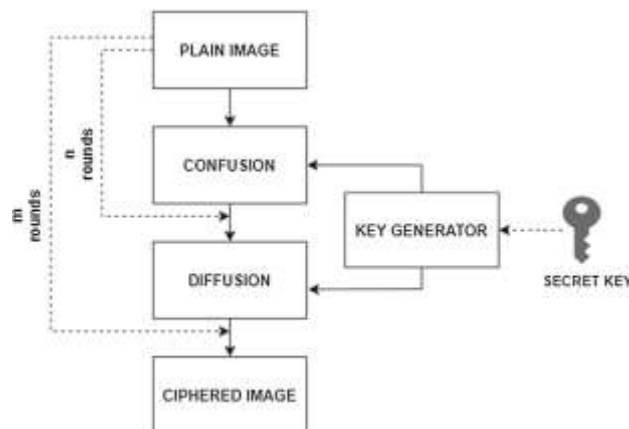 PLAIN IMAGE
n
rounds
CONFUSION
m
rounds
KEY GENERATOR
DIFFUSION
SECRET KEY
CIPHERED IMAGE